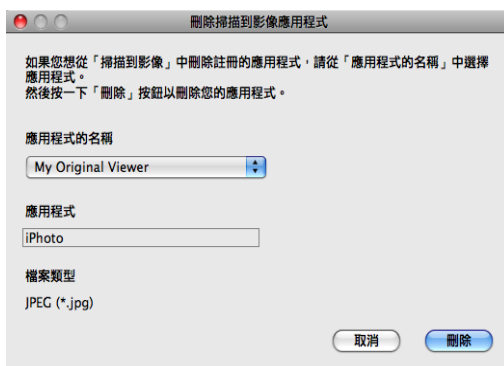 刪除掃描到影像應用程式
如果您想從「掃描到影像」中刪除註冊的應用程式，請從「應用程式的名稱」中選擇
應用程式。
然後按一下「刪除」按鈕以刪除您的應用程式。
應用程式的名稱
My Original Viewer
應用程式
iPhoto
檔案類型
JPEG (*.jpg)
取消
刪除